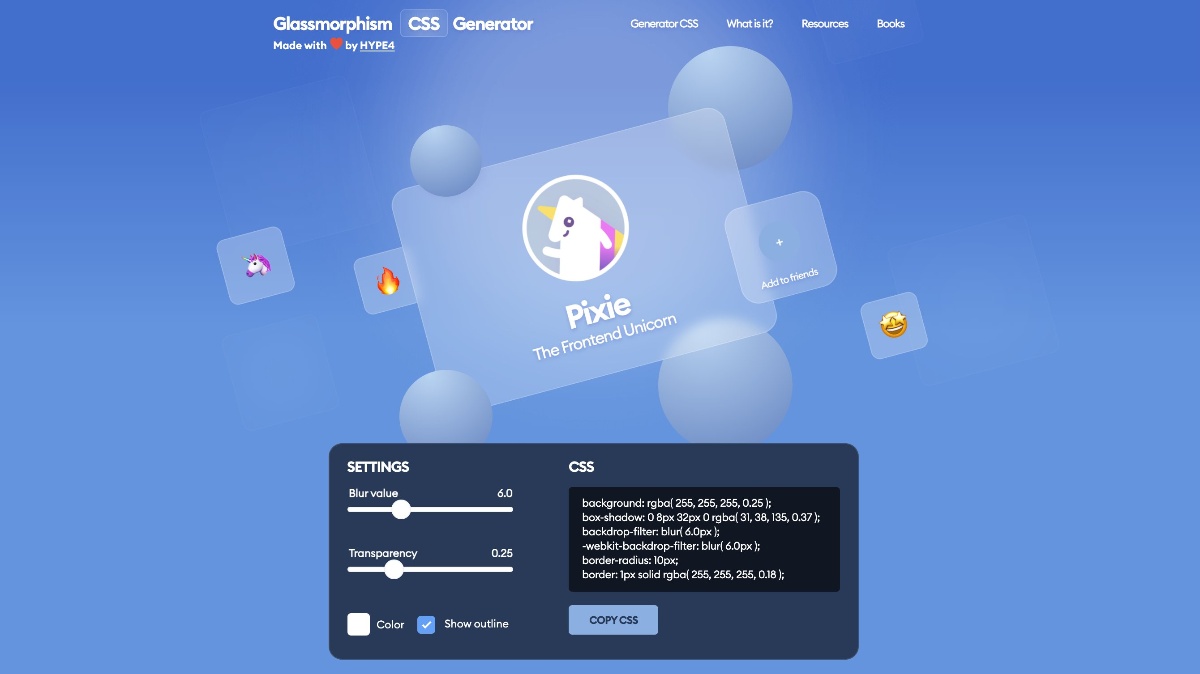 Glassmorphism CSS Generator
Made with ❤️ by HYPE4
Generator CSS
What is it?
Resources
Books
+
Add to friends
Pixie
The Frontend Unicorn
SETTINGS
Blur value 6.0
Transparency 0.25
Color
Show outline
CSS
background: rgba( 255, 255, 255, 0.25 );
box-shadow: 0 8px 32px 0 rgba( 31, 38, 135, 0.37 );
backdrop-filter: blur( 6.0px );
-webkit-backdrop-filter: blur( 6.0px );
border-radius: 10px;
border: 1px solid rgba( 255, 255, 255, 0.18 );
COPY CSS